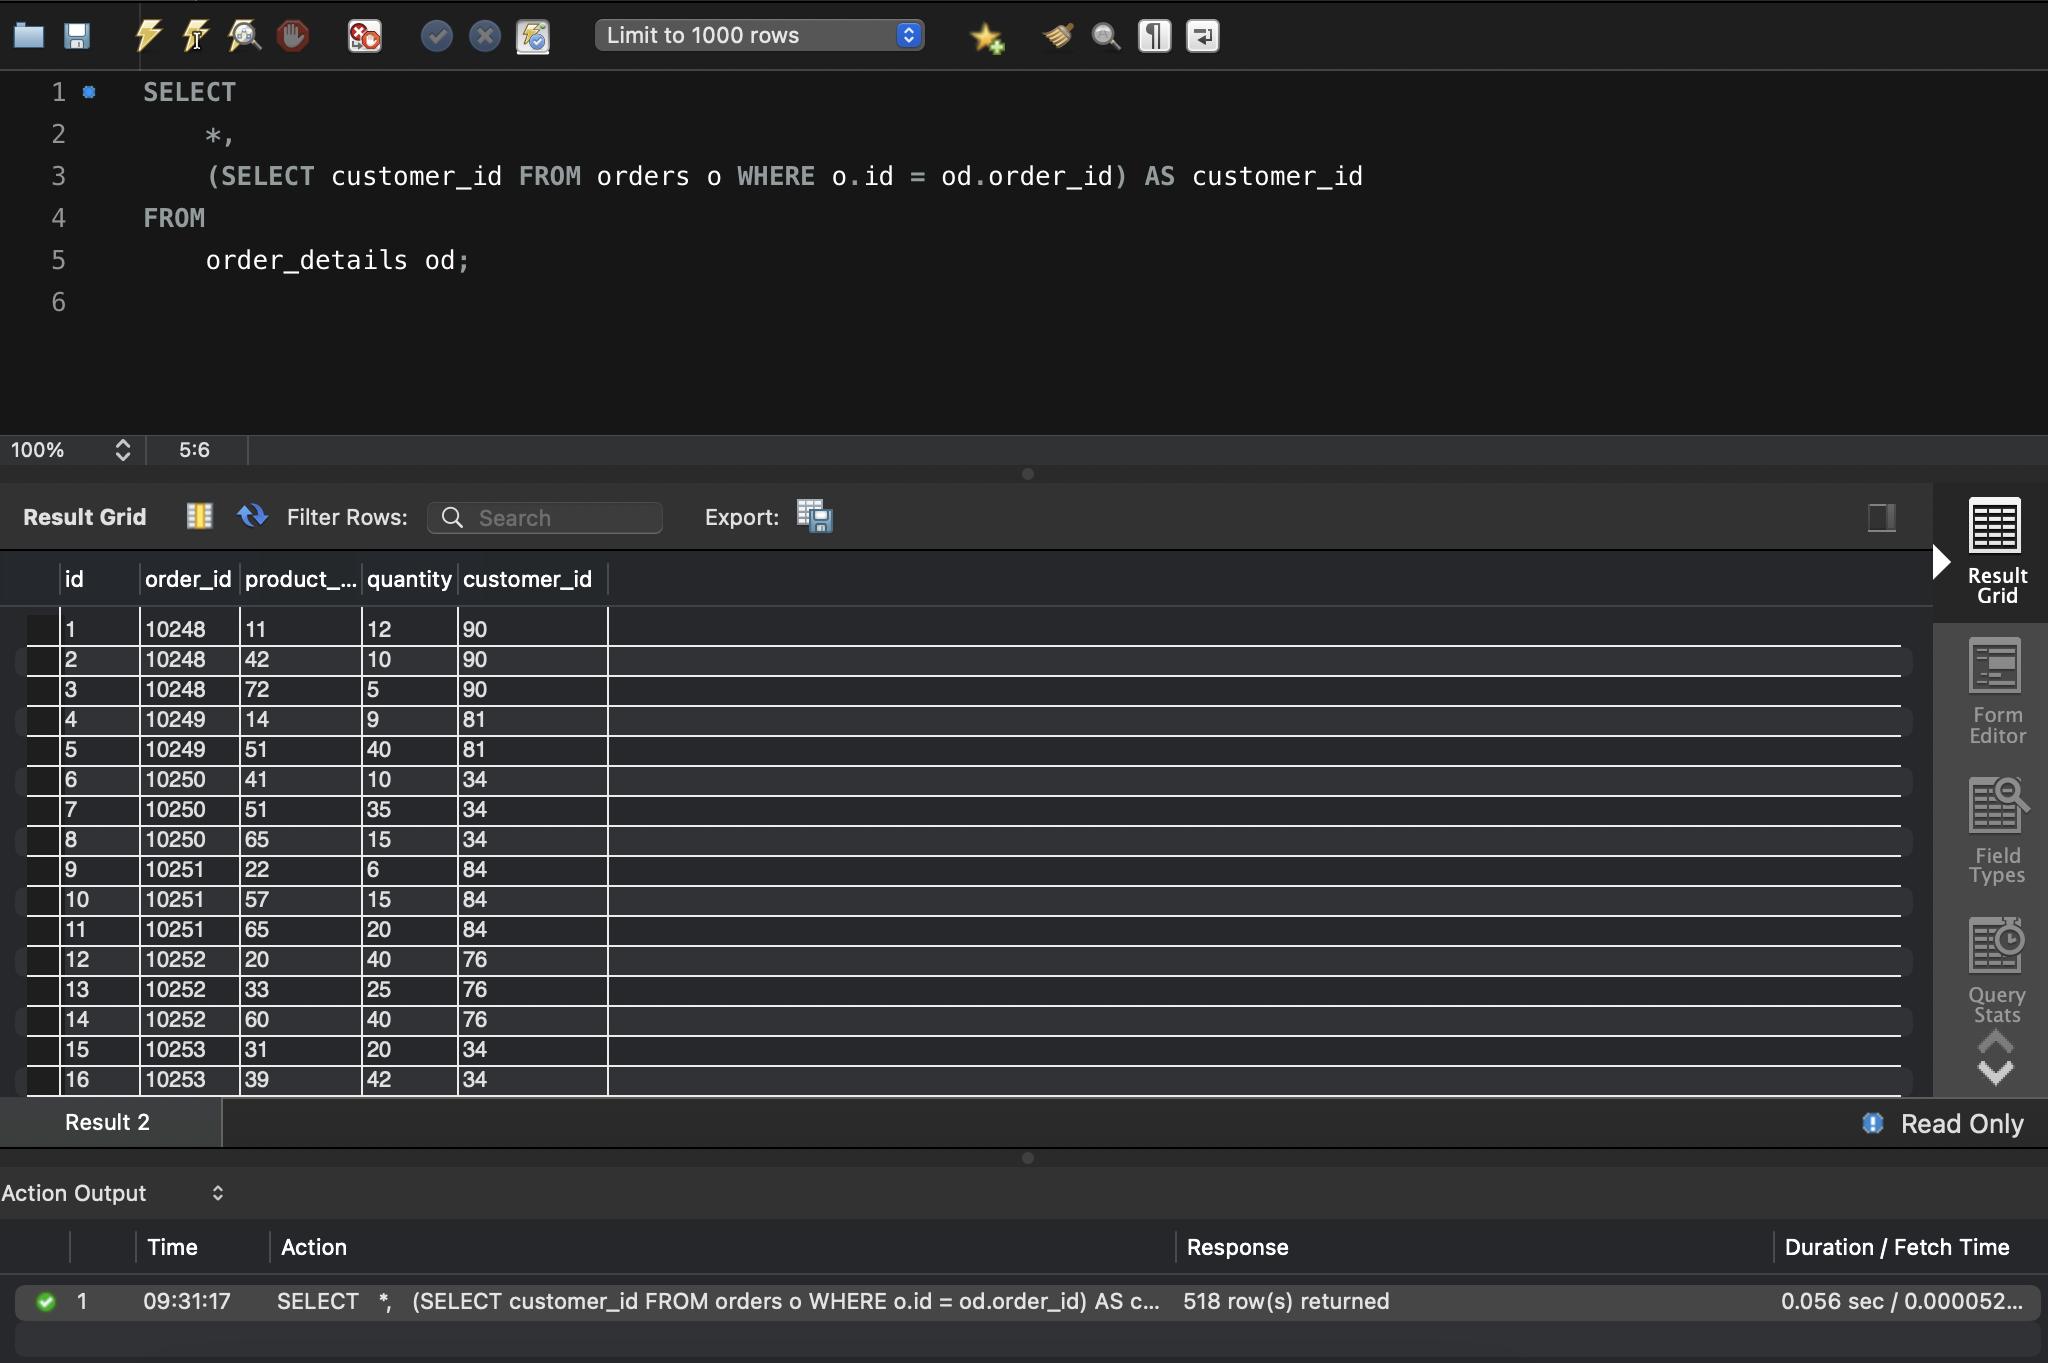 Limit to 1000 rows
1 SELECT
2 *,
3 (SELECT customer_id FROM orders o WHERE o.id = od.order_id) AS customer_id
4 FROM
5 order_details od;
6
100% 5:6
Result Grid Filter Rows: Search Export:
id order_id product_... quantity customer_id
1 10248 11 12 90
2 10248 42 10 90
3 10248 72 5 90
4 10249 14 9 81
5 10249 51 40 81
6 10250 41 10 34
7 10250 51 35 34
8 10250 65 15 34
9 10251 22 6 84
10 10251 57 15 84
11 10251 65 20 84
12 10252 20 40 76
13 10252 33 25 76
14 10252 60 40 76
15 10253 31 20 34
16 10253 39 42 34
Result
Grid
Form
Editor
Field
Types
Query
Stats
Result 2 Read Only
Action Output
Time Action Response Duration / Fetch Time
1 09:31:17 SELECT *, (SELECT customer_id FROM orders o WHERE o.id = od.order_id) AS c... 518 row(s) returned 0.056 sec / 0.000052...